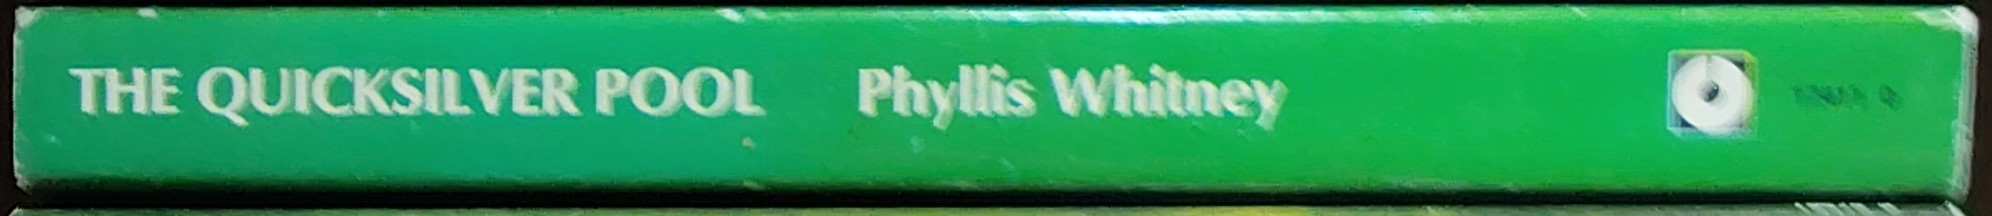 THE QUICKSILVER POOL Phyllis Whitney